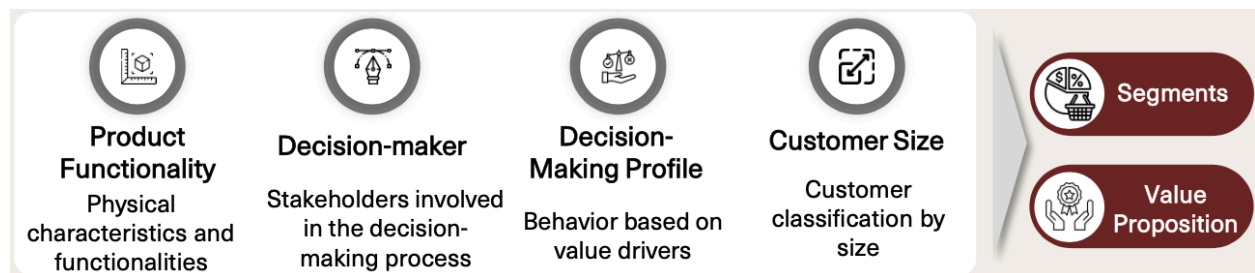 Product
Functionality
Physical
characteristics and
functionalities
Decision-maker
Stakeholders involved
in the decision-
making process
Decision-
Making Profile
Behavior based on
value drivers
Customer Size
Customer
classification by
size
$ %
Segments
Value
Proposition